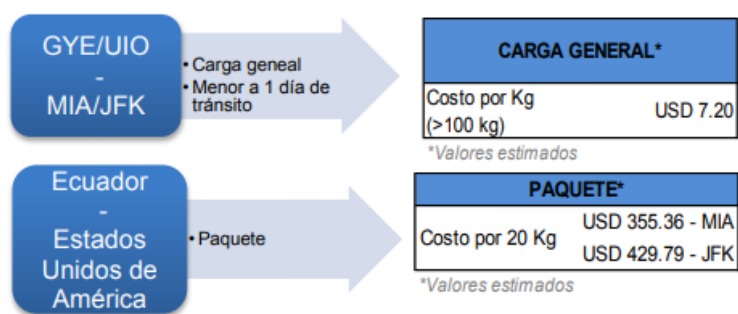 GYE/UIO
-
MIA/JFK
• Carga geneal
• Menor a 1 día de
tránsito
CARGA GENERAL*
Costo por Kg
(>100 kg)
USD 7.20
*Valores estimados
Ecuador
-
Estados
Unidos de
América
• Paquete
PAQUETE*
Costo por 20 Kg
USD 355.36 - MIA
USD 429.79 - JFK
*Valores estimados